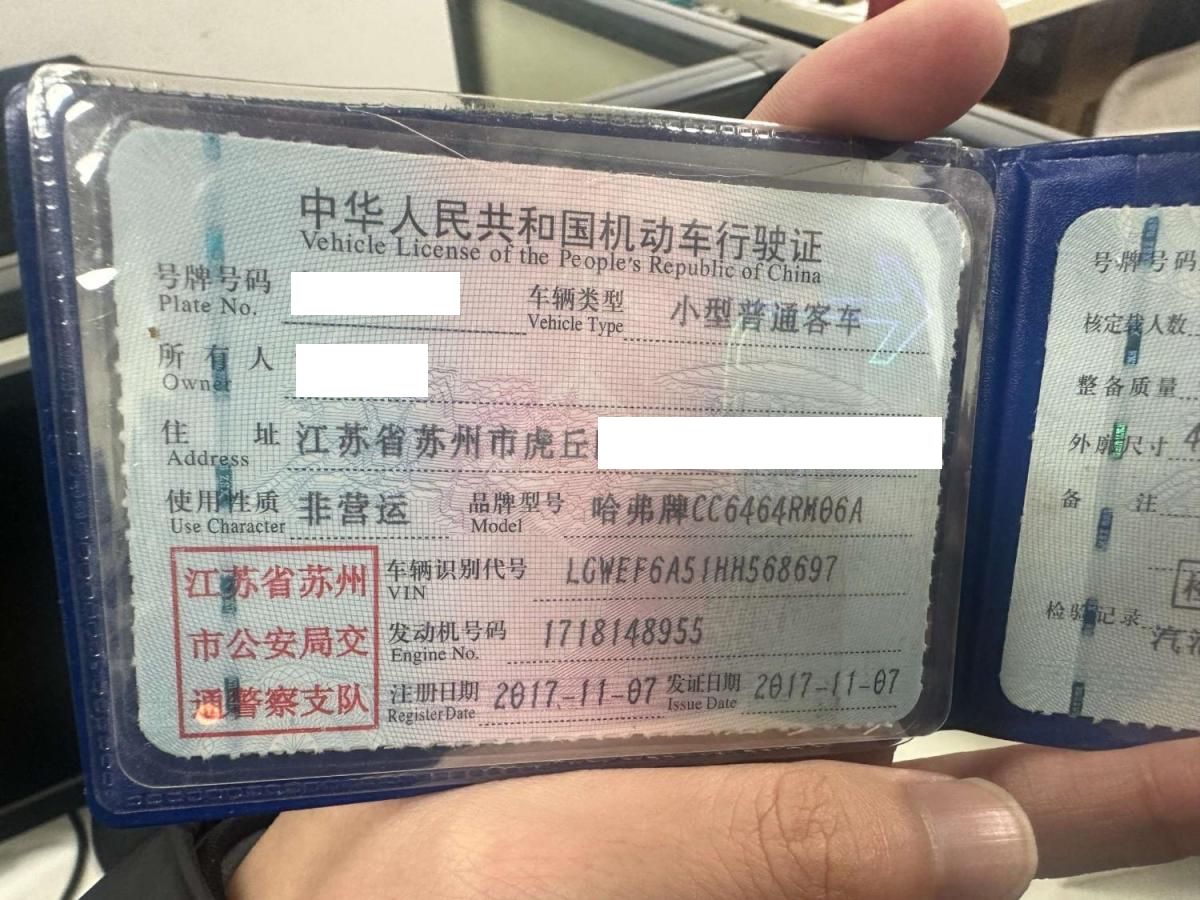 中华人民共和国机动车行驶证
Vehicle License of the People's Republic of China
号牌号码
Plate No.
车辆类型 小型普通客车
Vehicle Type
所有人
Owner
住址 江苏省苏州市虎丘
Address
使用性质 非营运
Use Character
品牌型号 哈弗牌CC6464RM06A
Model
江苏省苏州
市公安局交
通警察支队
车辆识别代号 LGWEF6A51HH568697
VIN
发动机号码 1718148955
Engine No.
注册日期 2017-11-07
Register Date
发证日期 2017-11-07
Issue Date
号牌号码
核定载人数
整备质量
外廓尺寸 4
备注
检验记录